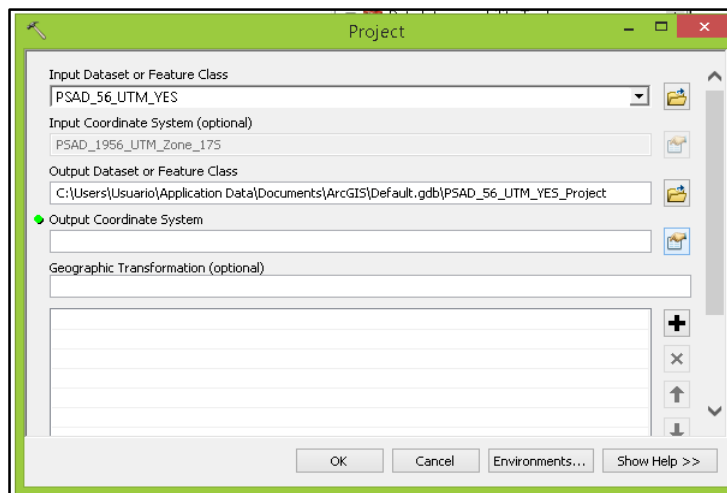 Project
Input Dataset or Feature Class
PSAD_56_UTM_YES
Input Coordinate System (optional)
PSAD_1956_UTM_Zone_17S
Output Dataset or Feature Class
C:\Users\Usuario\Application Data\Documents\ArcGIS\Default.gdb\PSAD_56_UTM_YES_Project
Output Coordinate System
Geographic Transformation (optional)
OK Cancel Environments... Show Help >>